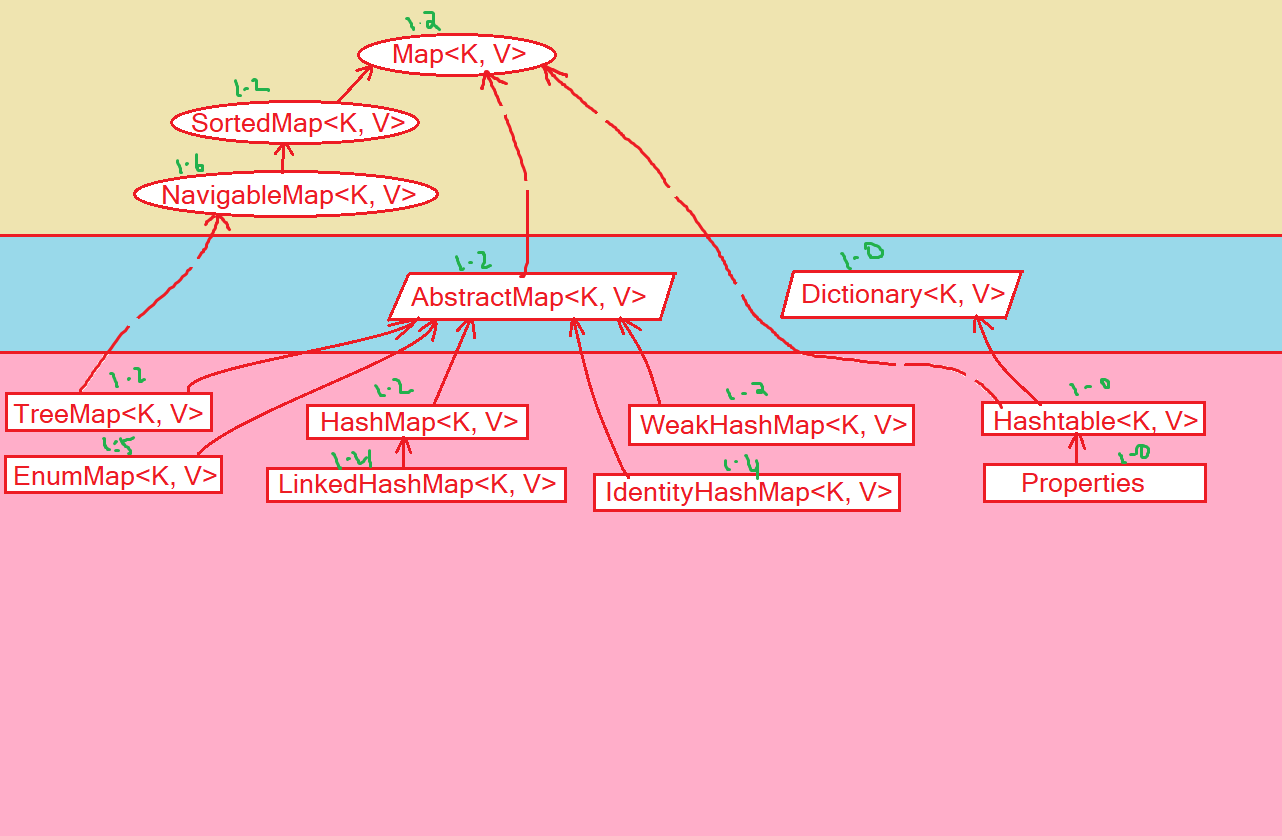 1.2
Map<K, V>
1.2
SortedMap<K, V>
1.6
NavigableMap<K, V>
1.2
AbstractMap<K, V>
1.0
Dictionary<K, V>
1.2
TreeMap<K, V>
1.2
HashMap<K, V>
1.2
WeakHashMap<K, V>
1.0
Hashtable<K, V>
1.5
EnumMap<K, V>
1.4
LinkedHashMap<K, V>
1.4
IdentityHashMap<K, V>
1.0
Properties